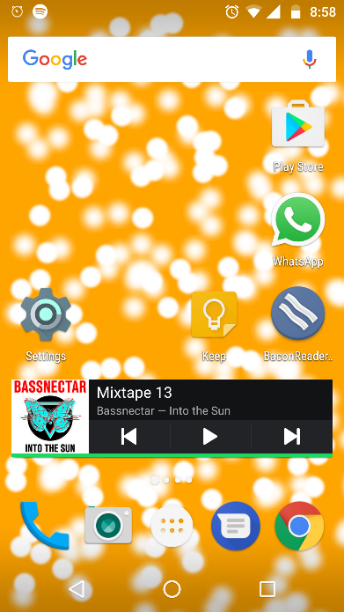 8:58
Google
Play Store
WhatsApp
Settings
Keep
BaconReader..
BASSNECTAR
INTO THE SUN
Mixtape 13
Bassnectar — Into the Sun